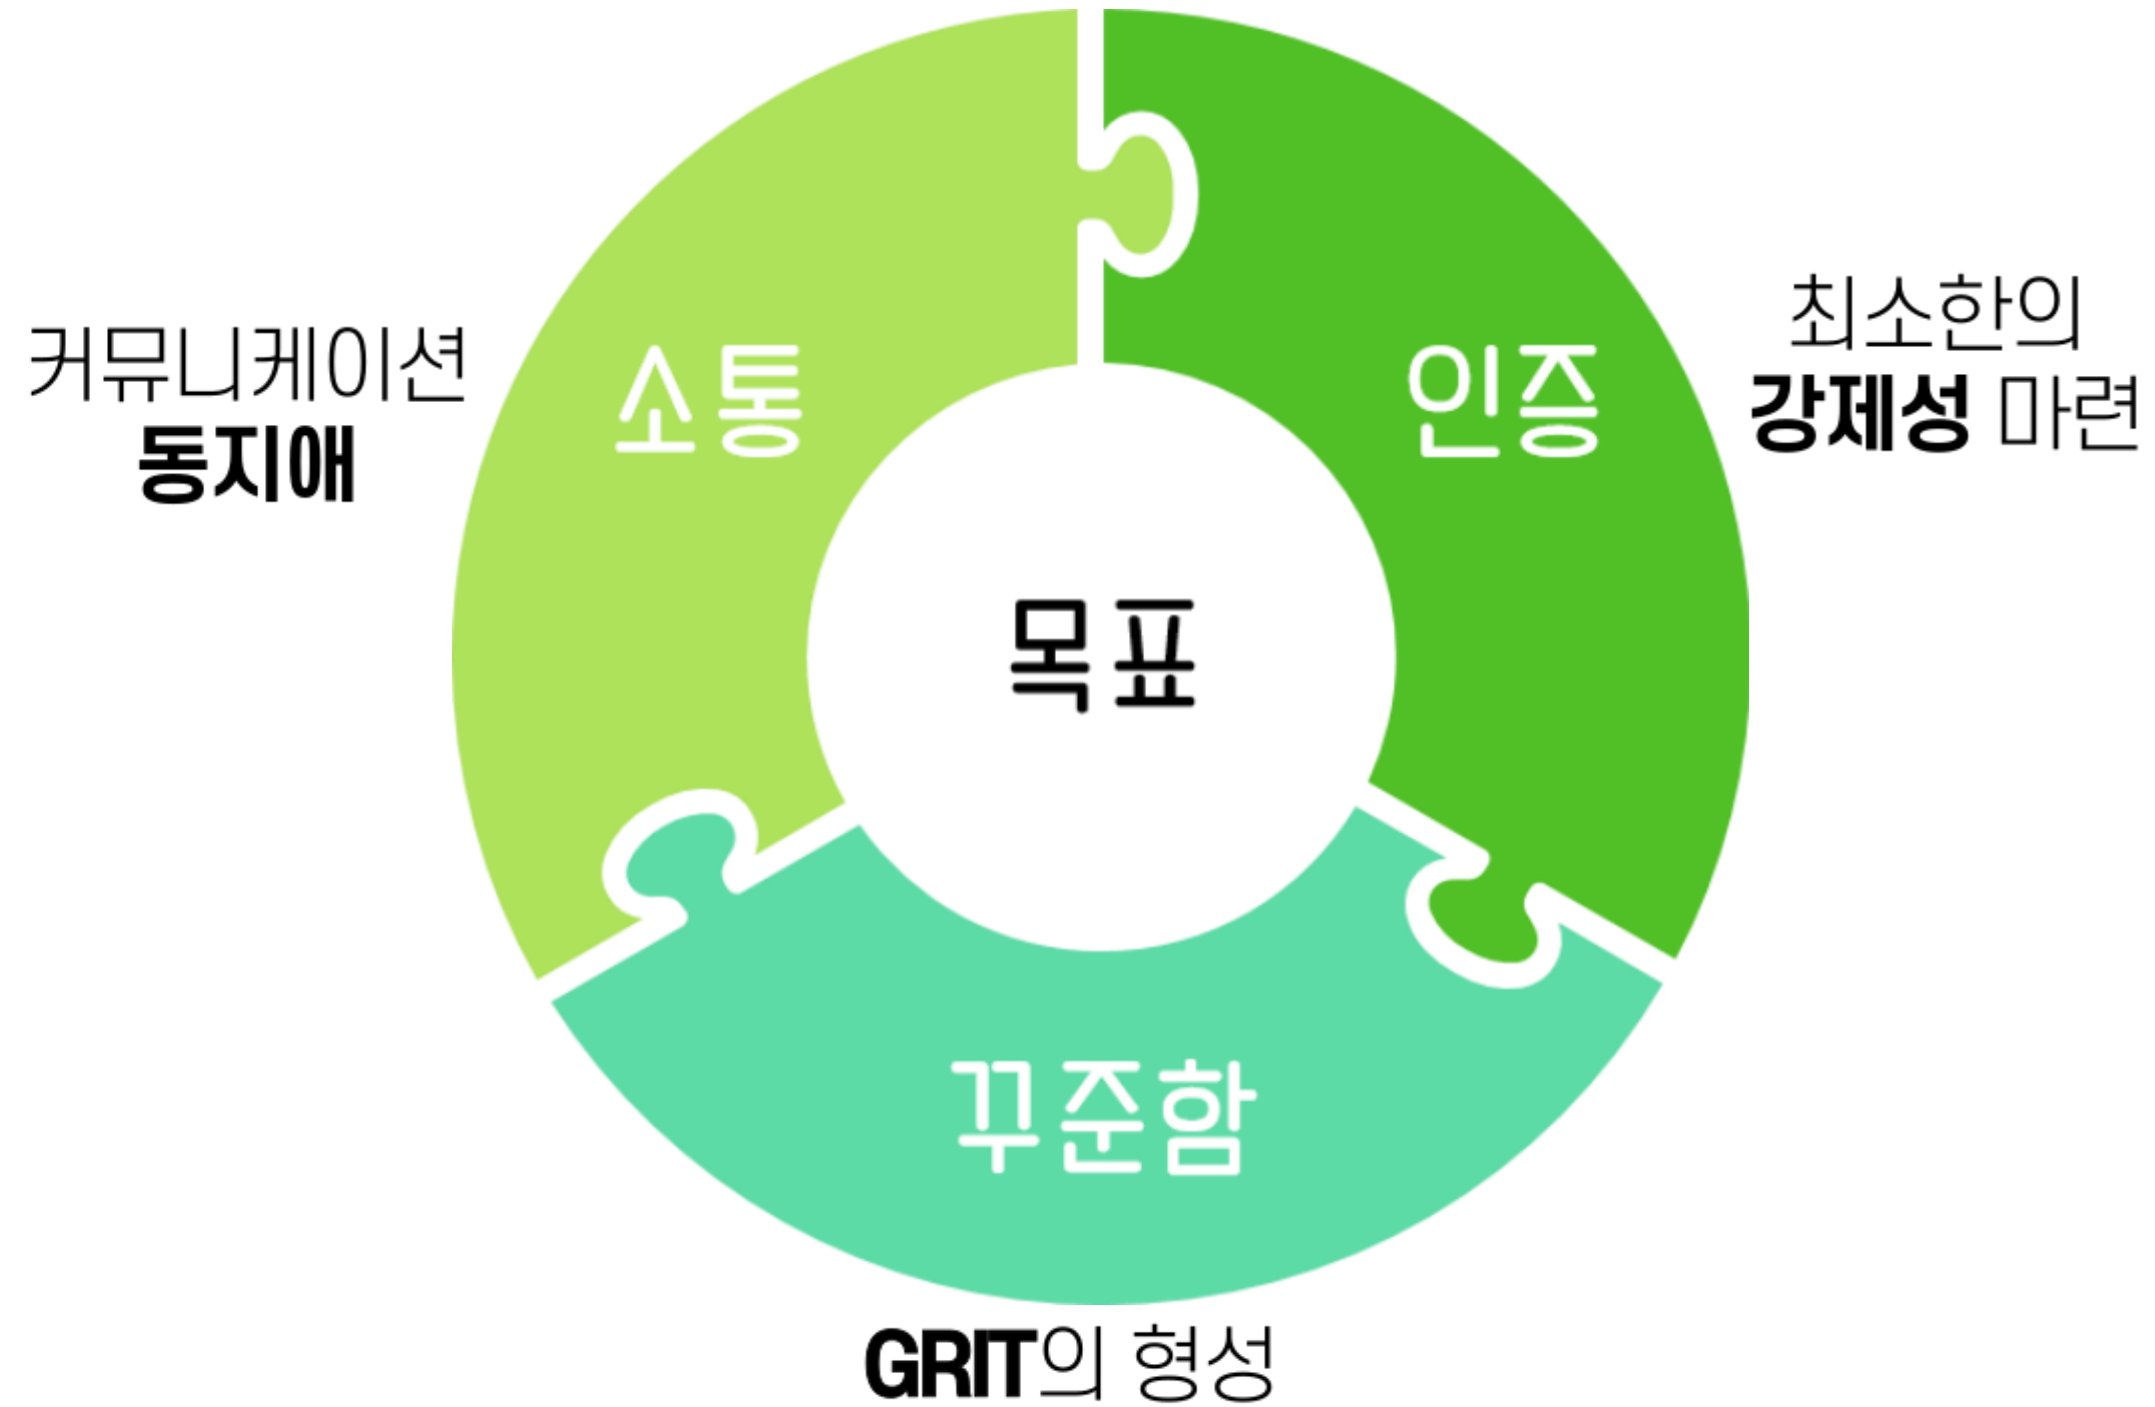 커뮤니케이션
동지애
소통
인증
최소한의
강제성 마련
목표
꾸준함
GRIT의 형성